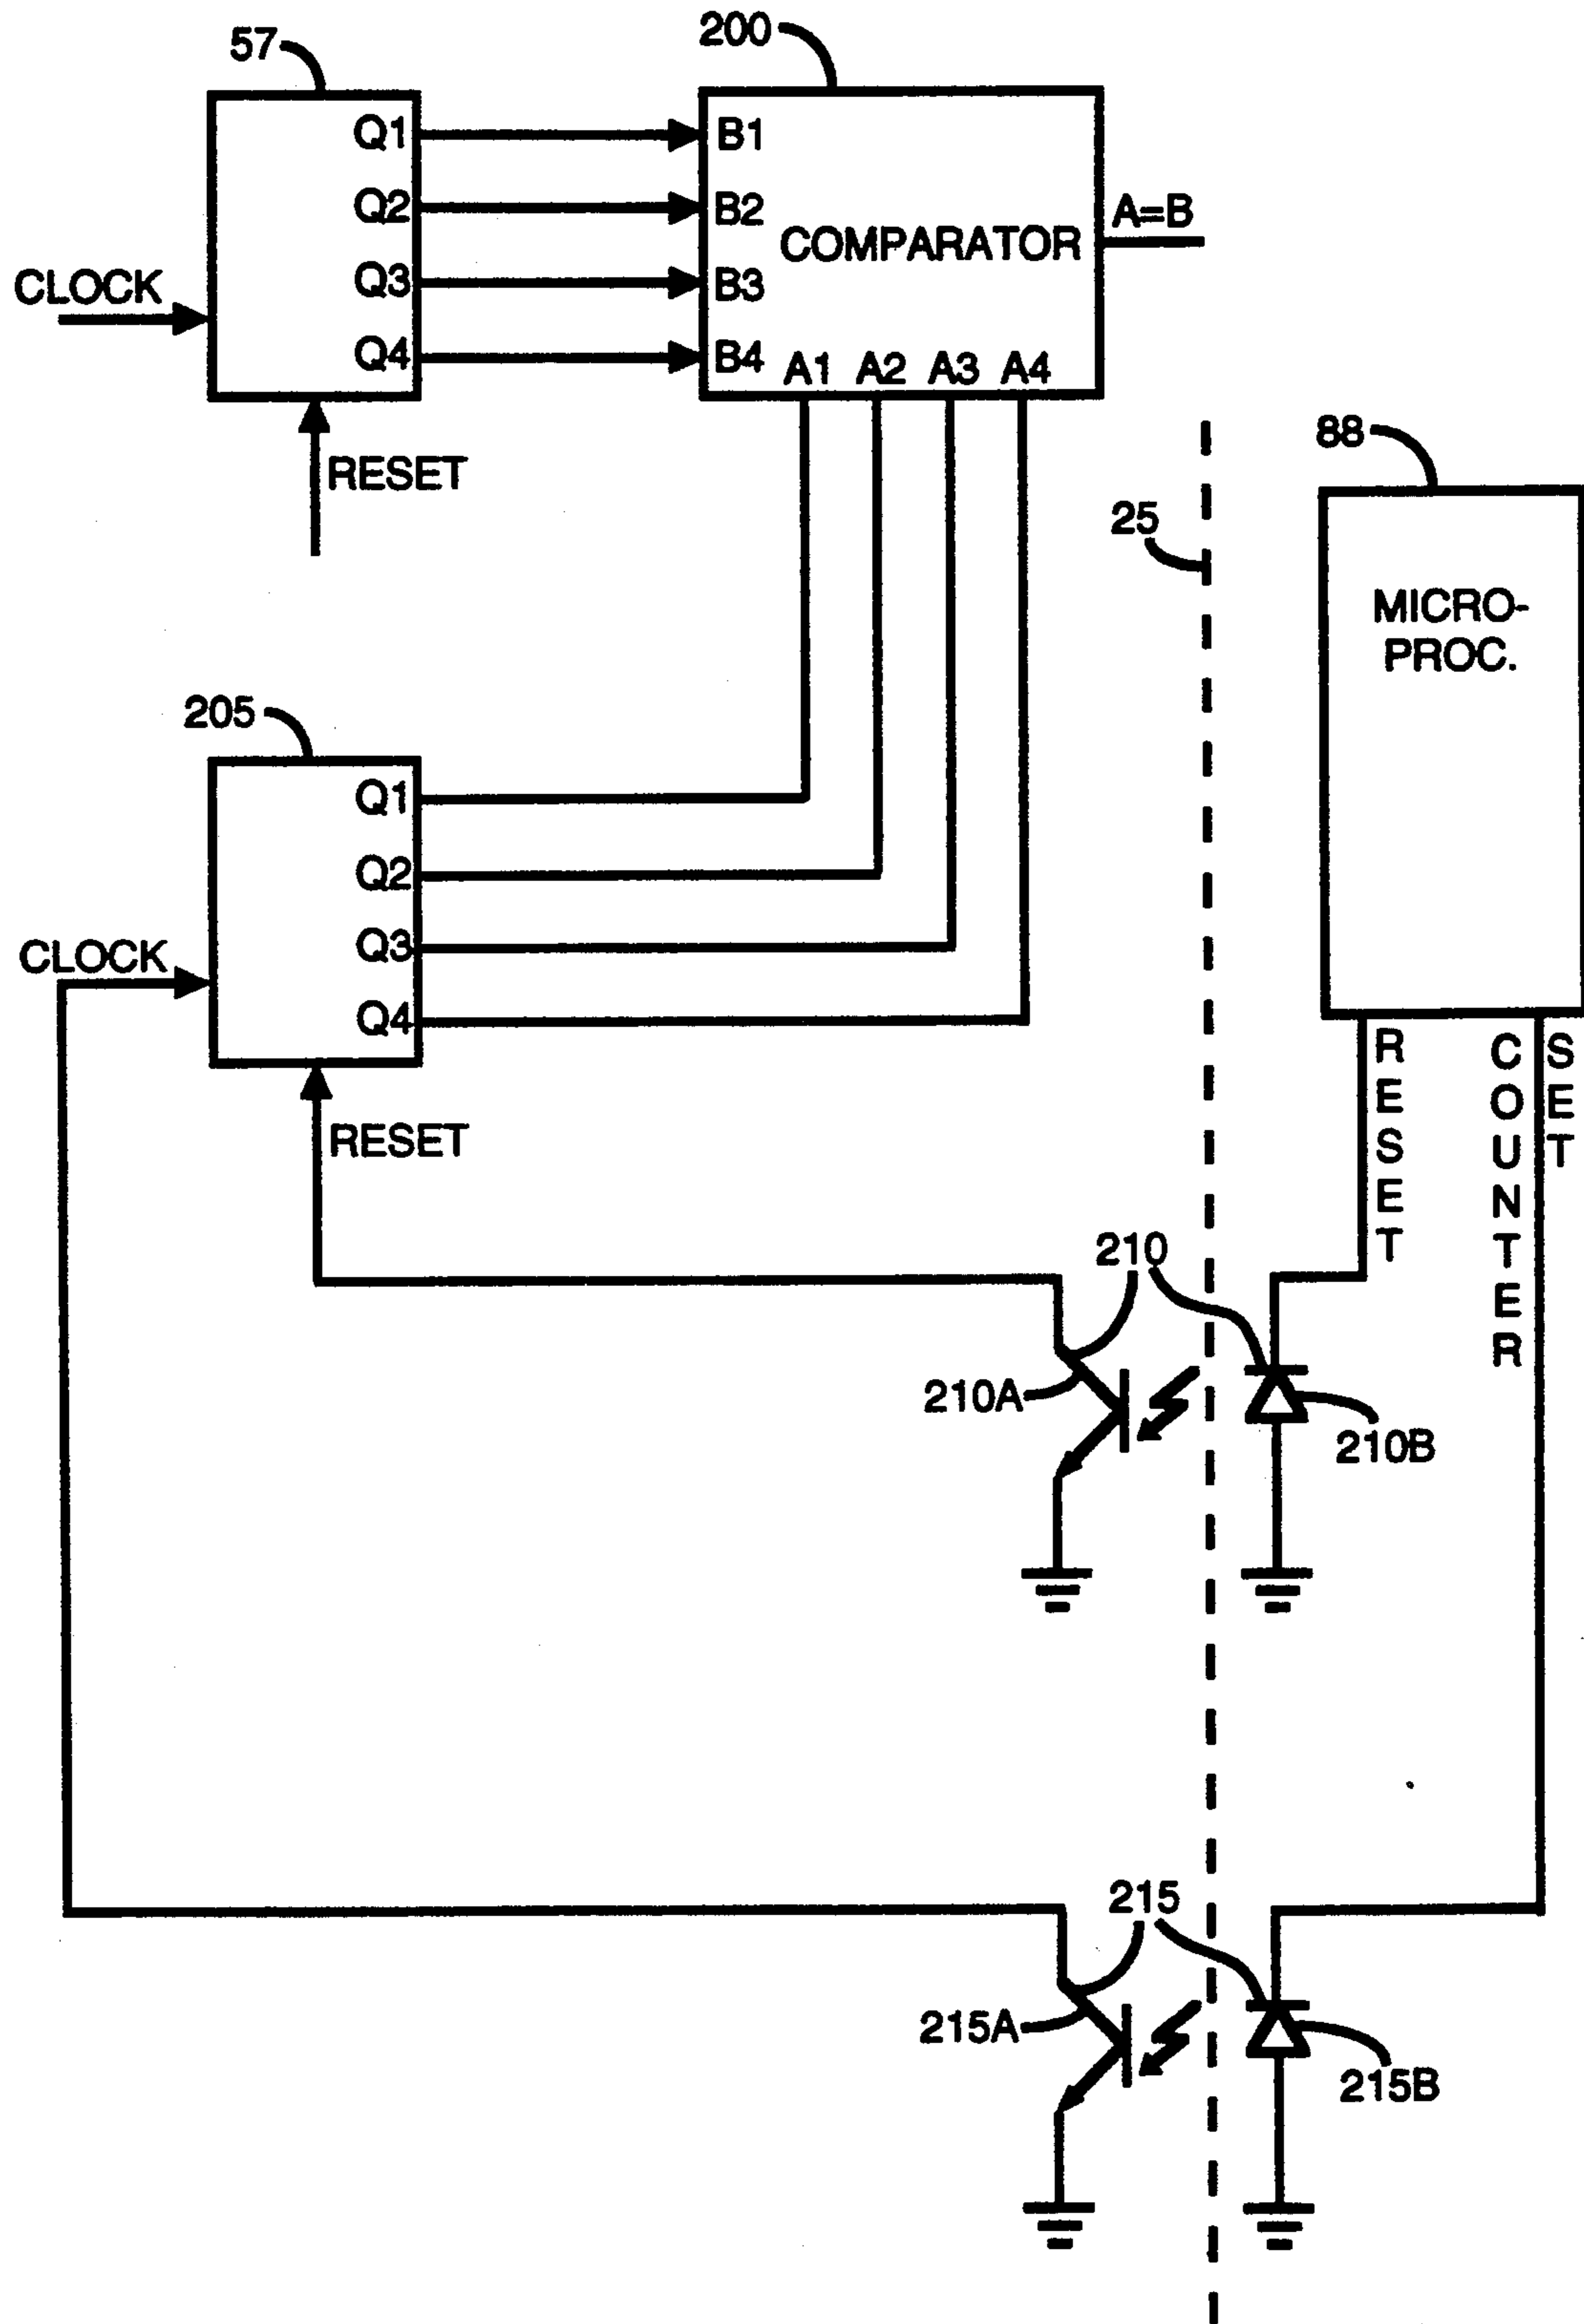 57
200
Q1
B1
Q2
B2
A=B
COMPARATOR
CLOCK
Q3
B3
Q4
B4
A1 A2 A3 A4
RESET
88
25
MICRO-
PROC.
205
Q1
Q2
Q3
CLOCK
Q4
RESET
RESET
COUNTER
SET
210
210A
210B
215
215A
215B